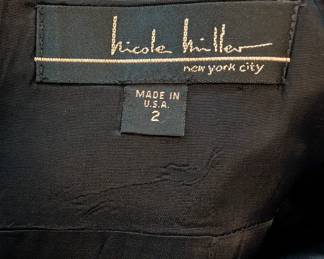 nicole miller
new york city
MADE IN
U.S.A.
2